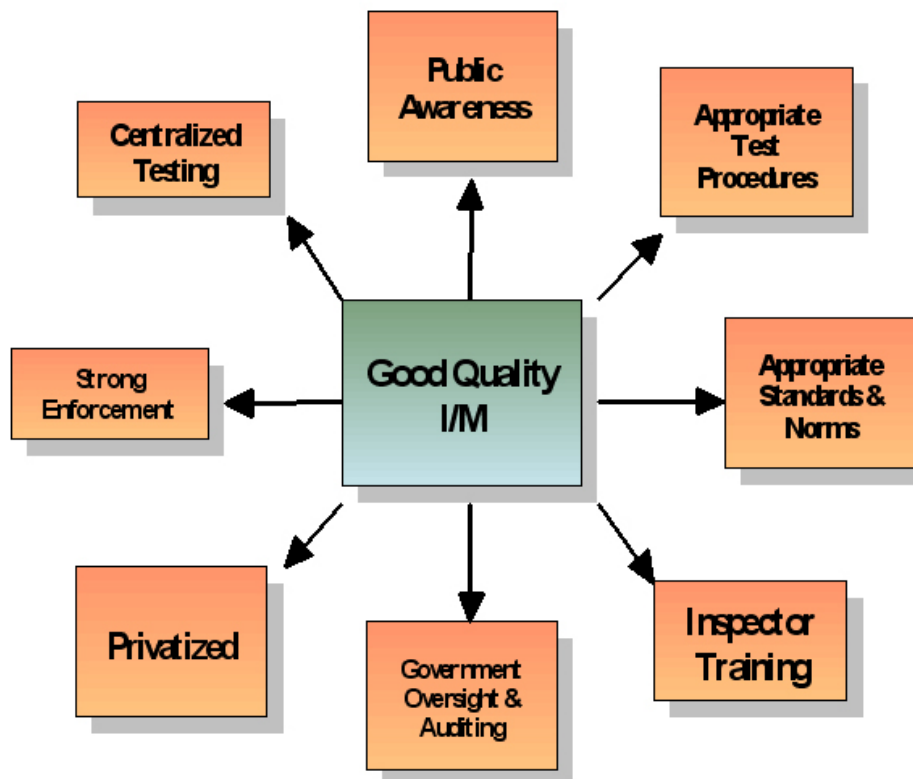 Public
Awareness
Centralized
Testing
Appropriate
Test
Procedures
Good Quality
I/M
Strong
Enforcement
Appropriate
Standards &
Norms
Privatized
Government
Oversight &
Auditing
Inspector
Training